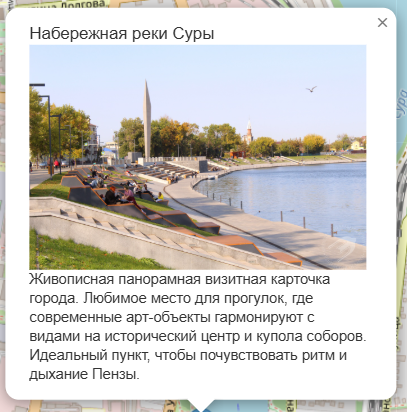 Долгова,
×
Набережная реки Суры
Живописная панорамная визитная карточка
города. Любимое место для прогулок, где
современные арт-объекты гармонируют с
видами на исторический центр и купола соборов.
Идеальный пункт, чтобы почувствовать ритм и
дыхание Пензы.